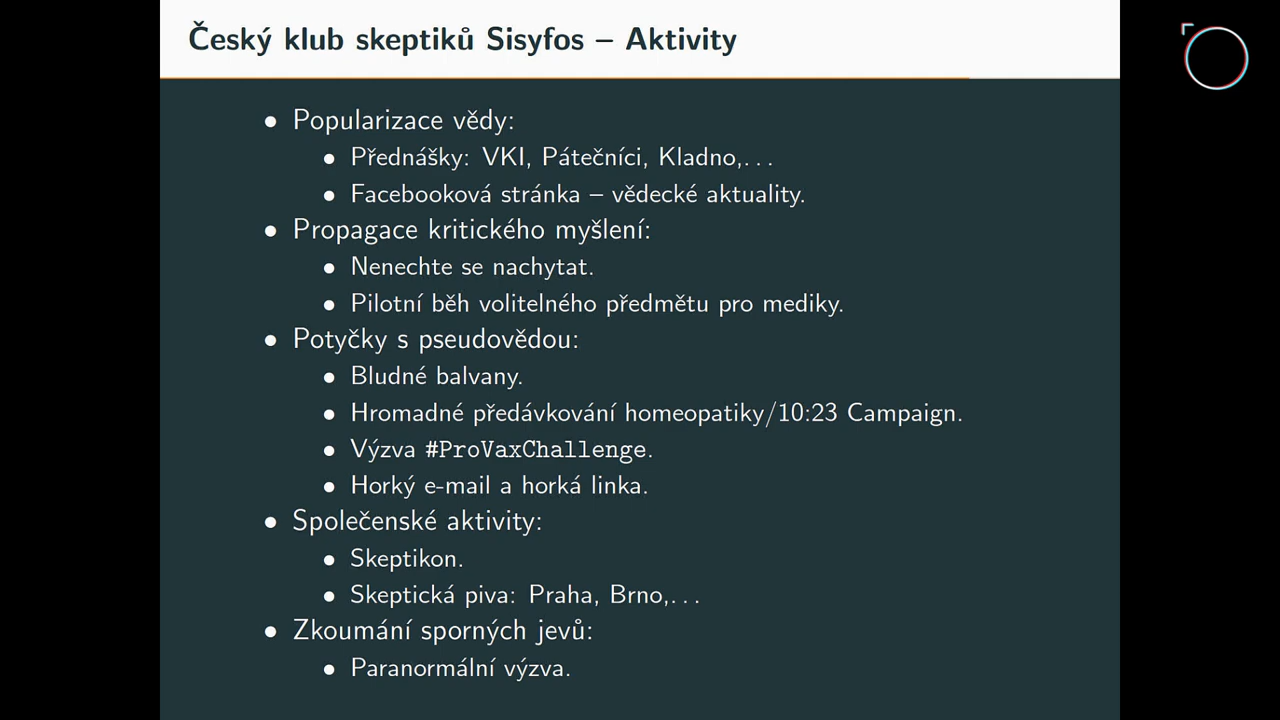 Český klub skeptiků Sisyfos – Aktivity
• Popularizace vědy:
• Přednášky: VKI, Pátečníci, Kladno,...
• Facebooková stránka – vědecké aktuality.
• Propagace kritického myšlení:
• Nenechte se nachytat.
• Pilotní běh volitelného předmětu pro mediky.
• Potyčky s pseudovědou:
• Bludné balvany.
• Hromadné předávkování homeopatiky/10:23 Campaign.
• Výzva #ProVaxChallenge.
• Horký e-mail a horká linka.
• Společenské aktivity:
• Skeptikon.
• Skeptická piva: Praha, Brno,...
• Zkoumání sporných jevů:
• Paranormální výzva.